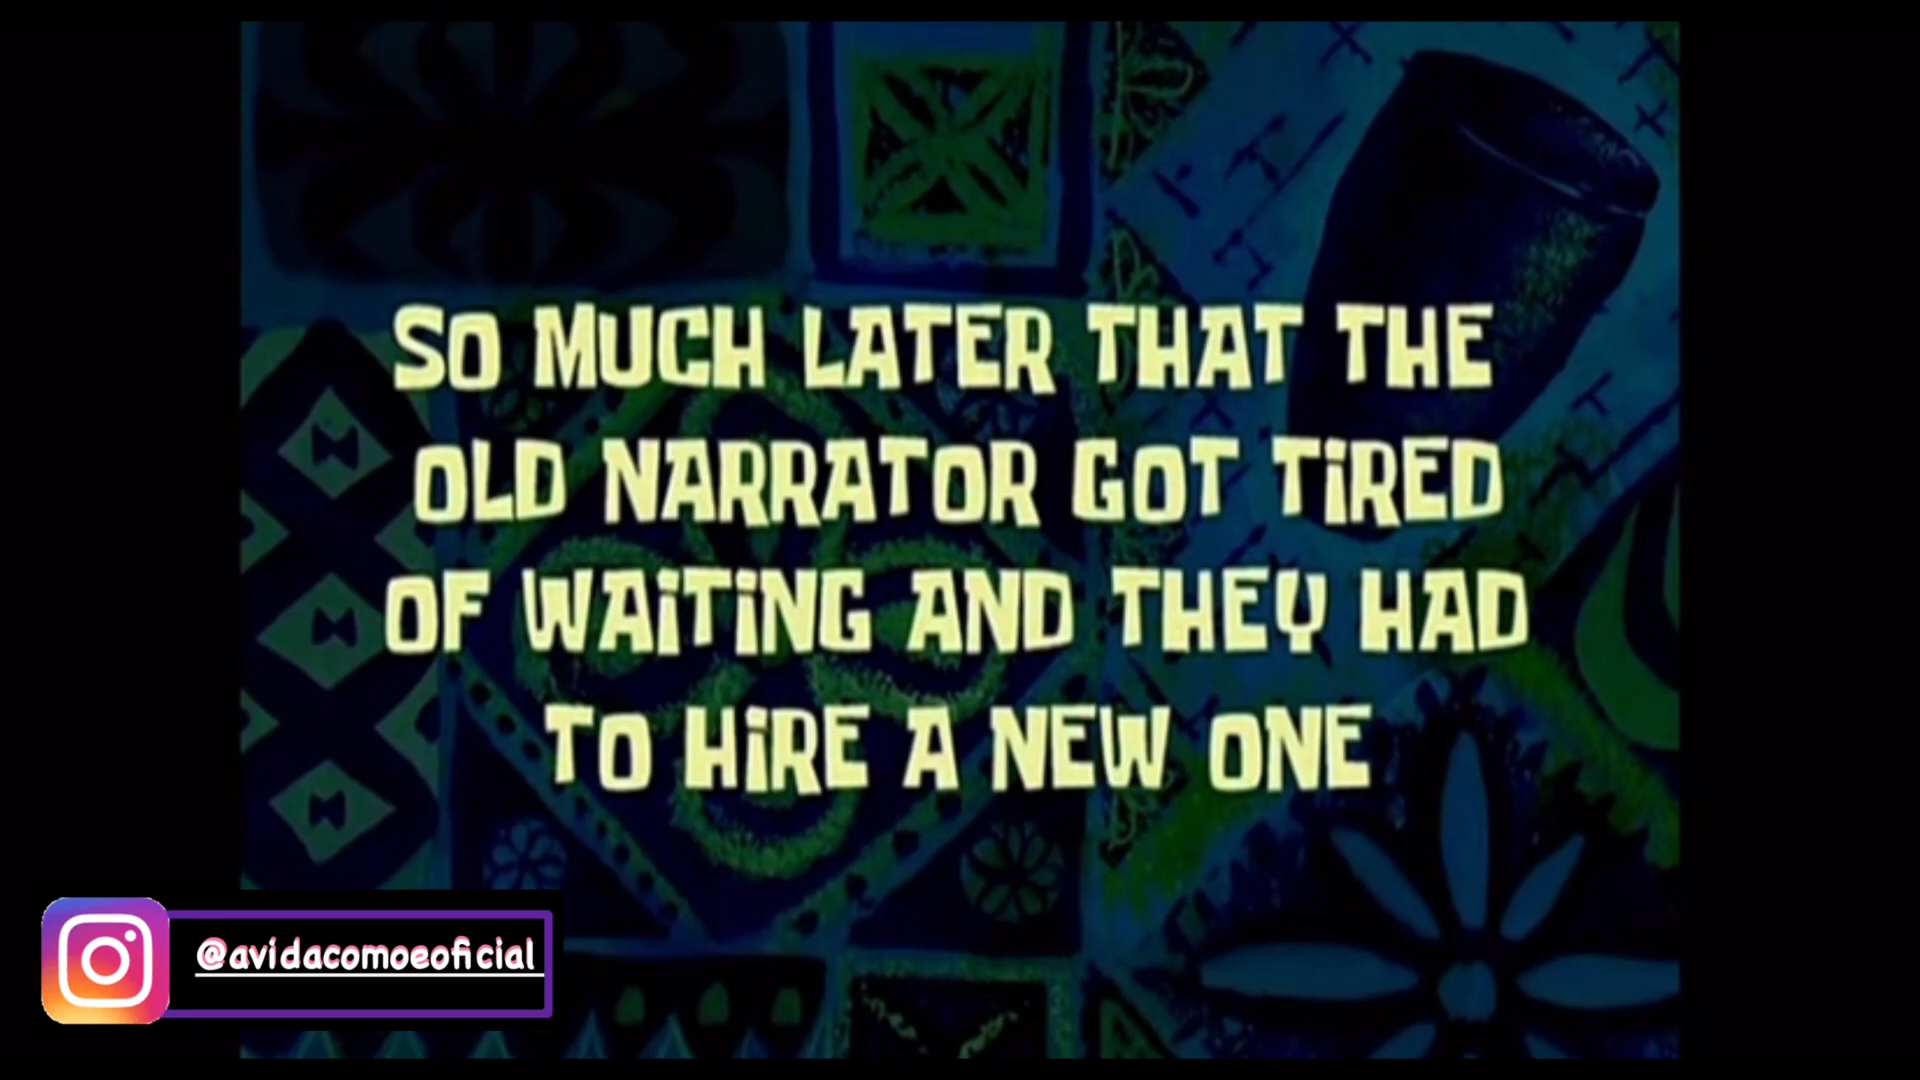 SO MUCH LATER THAT THE
OLD NARRATOR GOT TiRED
OF WAiTiNG AND THEY HAD
TO HiRE A NEW ONE
@avidacomoeoficial